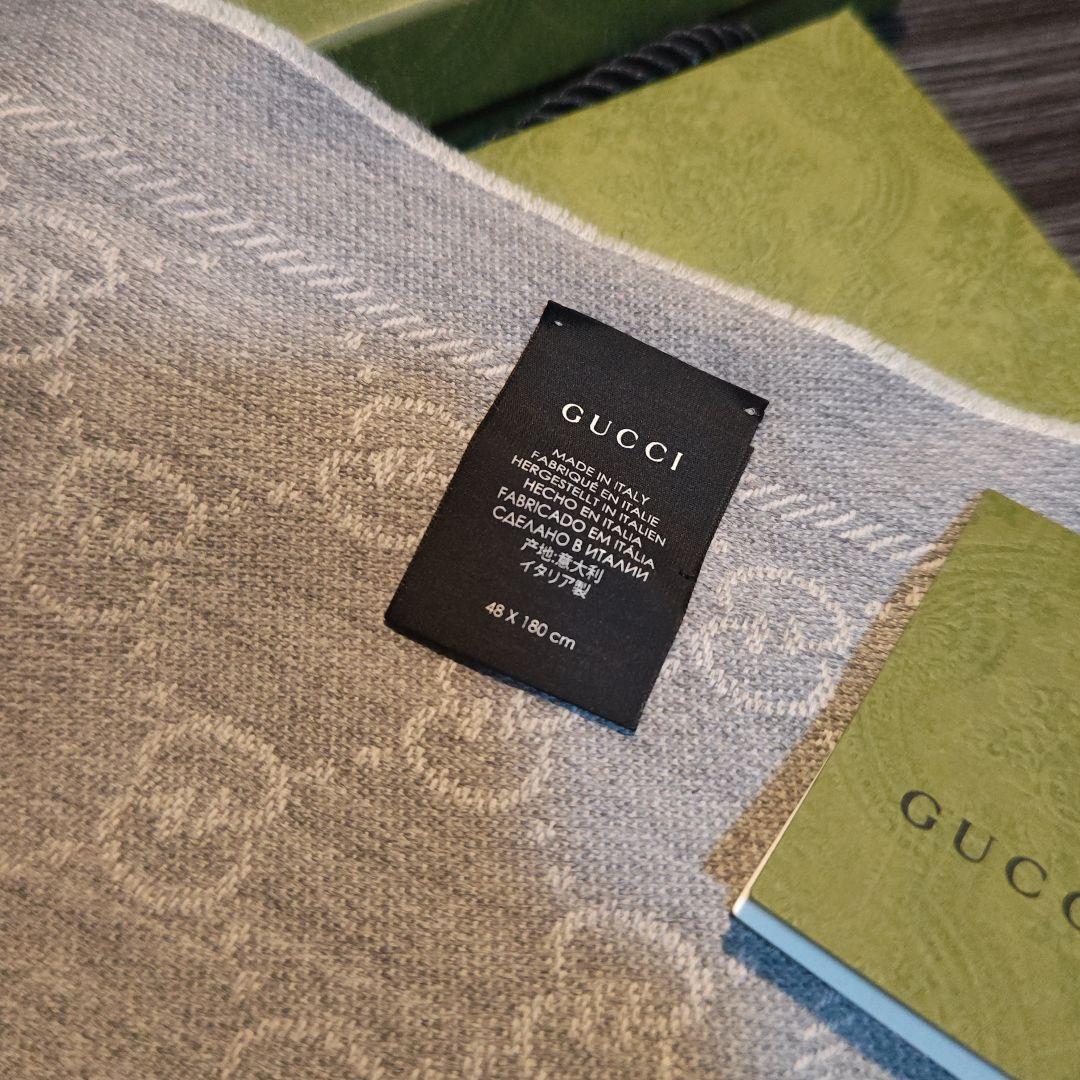 GUCCI
MADE IN ITALY
FABRIQUÉ EN ITALIE
HERGESTELLT IN ITALIEN
HECHO EN ITALIA
FABRICADO EM ITÁLIA
СДЕЛАНО В ИТАЛИИ
产地:意大利
イタリア製
48 X 180 cm
GUCC